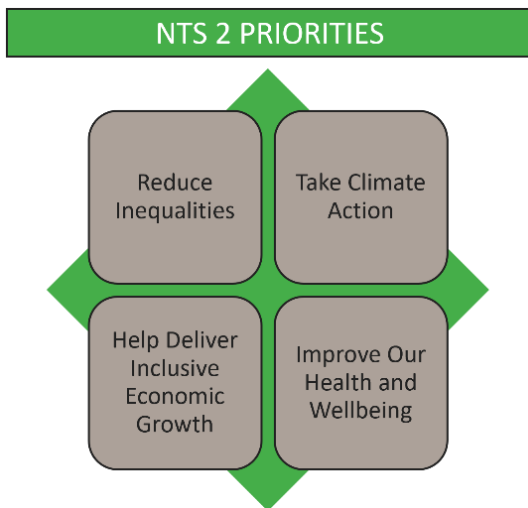 NTS 2 PRIORITIES
Reduce
Inequalities
Take Climate
Action
Help Deliver
Inclusive
Economic
Growth
Improve Our
Health and
Wellbeing